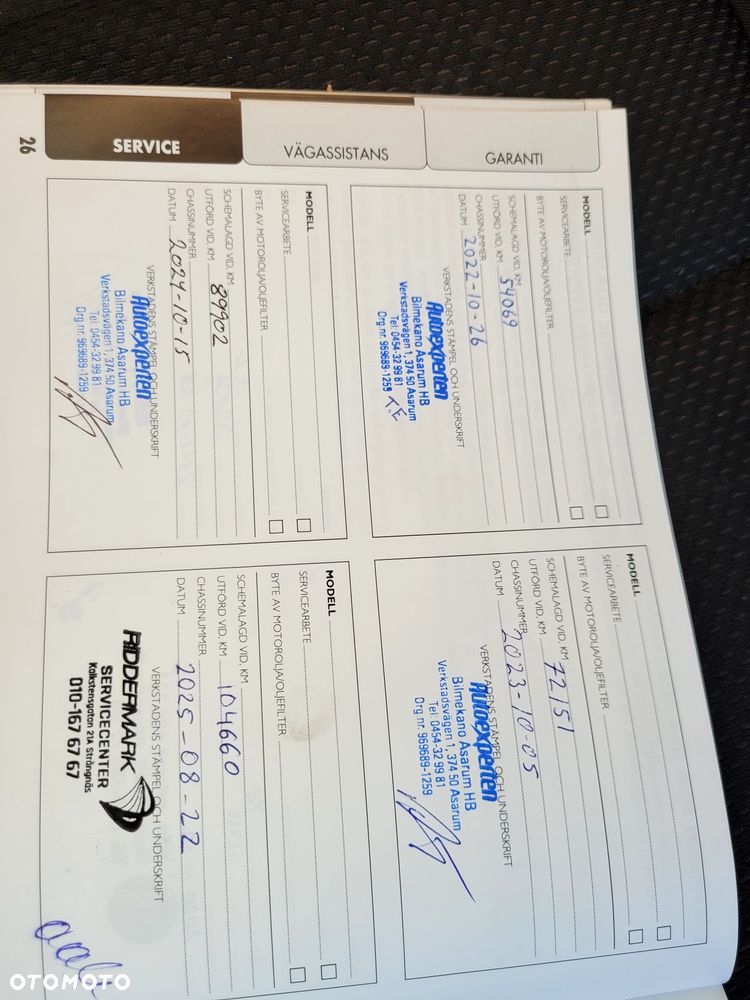 26
SERVICE
VÄGASSISTANS
GARANTI
MODELL
SERVICEARBETE
BYTE AV MOTOROLJA/OLJEFILTER
SCHEMALAGD VID, KM
UTFÖRD VID, KM 54069
CHASSINUMMER
DATUM 2022-10-26
VERKSTADENS STÄMPEL OCH UNDERSKRIFT
Autoexperten
Bilmekano Asarum HB
Verkstadsvägen 1, 374 50 Asarum
Tel: 0454-32 99 81
Org.nr. 969689-1259
MODELL
SERVICEARBETE
BYTE AV MOTOROLJA/OLJEFILTER
SCHEMALAGD VID, KM
UTFÖRD VID, KM 72151
CHASSINUMMER
DATUM 2023-10-05
VERKSTADENS STÄMPEL OCH UNDERSKRIFT
Autoexperten
Bilmekano Asarum HB
Verkstadsvägen 1, 374 50 Asarum
Tel: 0454-32 99 81
Org.nr. 969689-1259
MODELL
SERVICEARBETE
BYTE AV MOTOROLJA/OLJEFILTER
SCHEMALAGD VID, KM
UTFÖRD VID, KM 89902
CHASSINUMMER
DATUM 2024-10-15
VERKSTADENS STÄMPEL OCH UNDERSKRIFT
Autoexperten
Bilmekano Asarum HB
Verkstadsvägen 1, 374 50 Asarum
Tel: 0454-32 99 81
Org.nr. 969689-1259
MODELL
SERVICEARBETE
BYTE AV MOTOROLJA/OLJEFILTER
SCHEMALAGD VID, KM
UTFÖRD VID, KM 104660
CHASSINUMMER
DATUM 2025-08-22
VERKSTADENS STÄMPEL OCH UNDERSKRIFT
RIDDERMARK
SERVICECENTER
Kalkstensgatan 21A Strängnäs
010-167 67 67
OTOMOTO